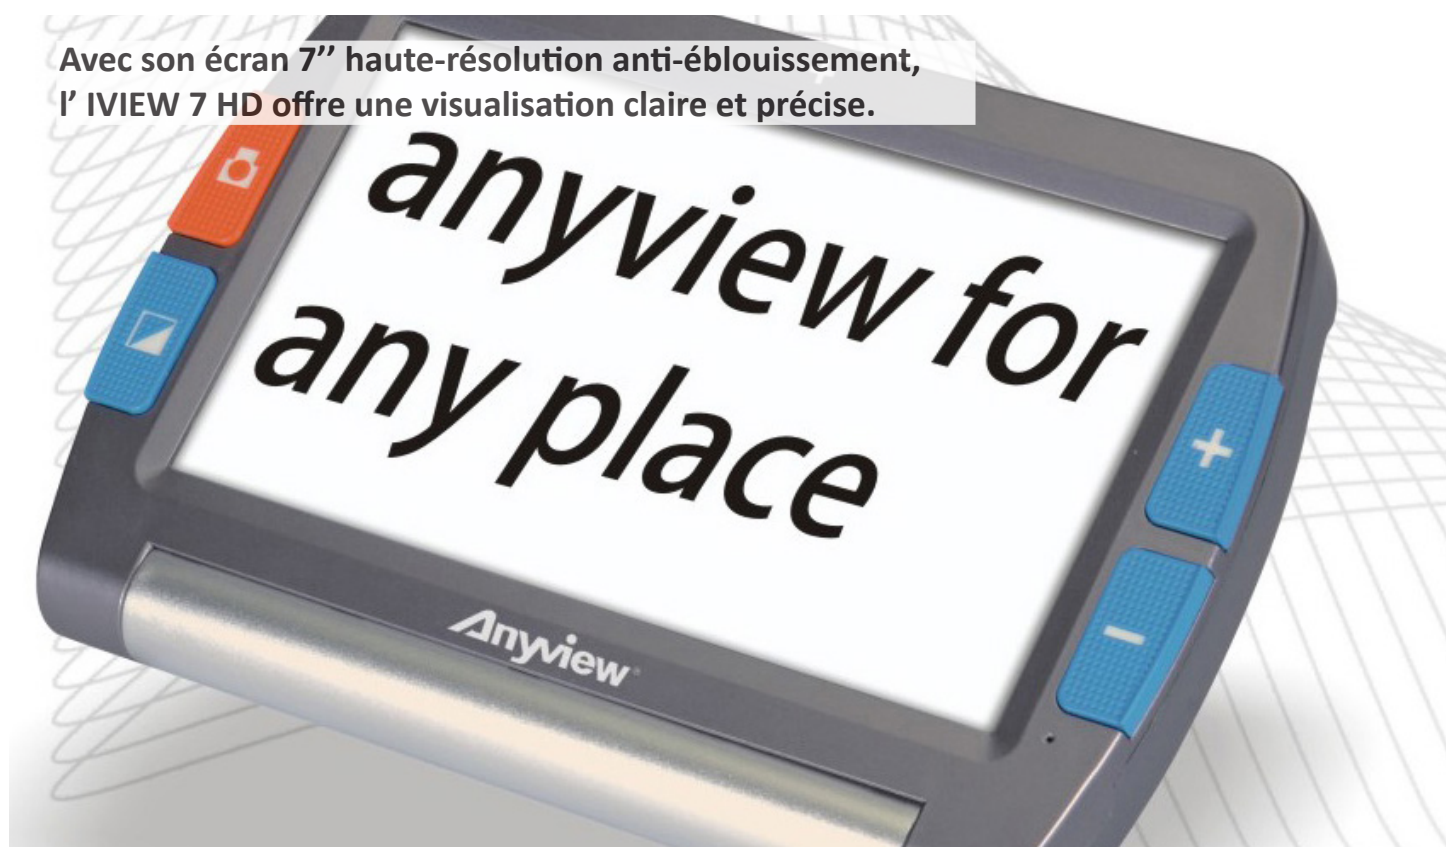 Avec son écran 7’’ haute-résolution anti-éblouissement,
l’ IVIEW 7 HD offre une visualisation claire et précise.
anyview for
any place
Anyview